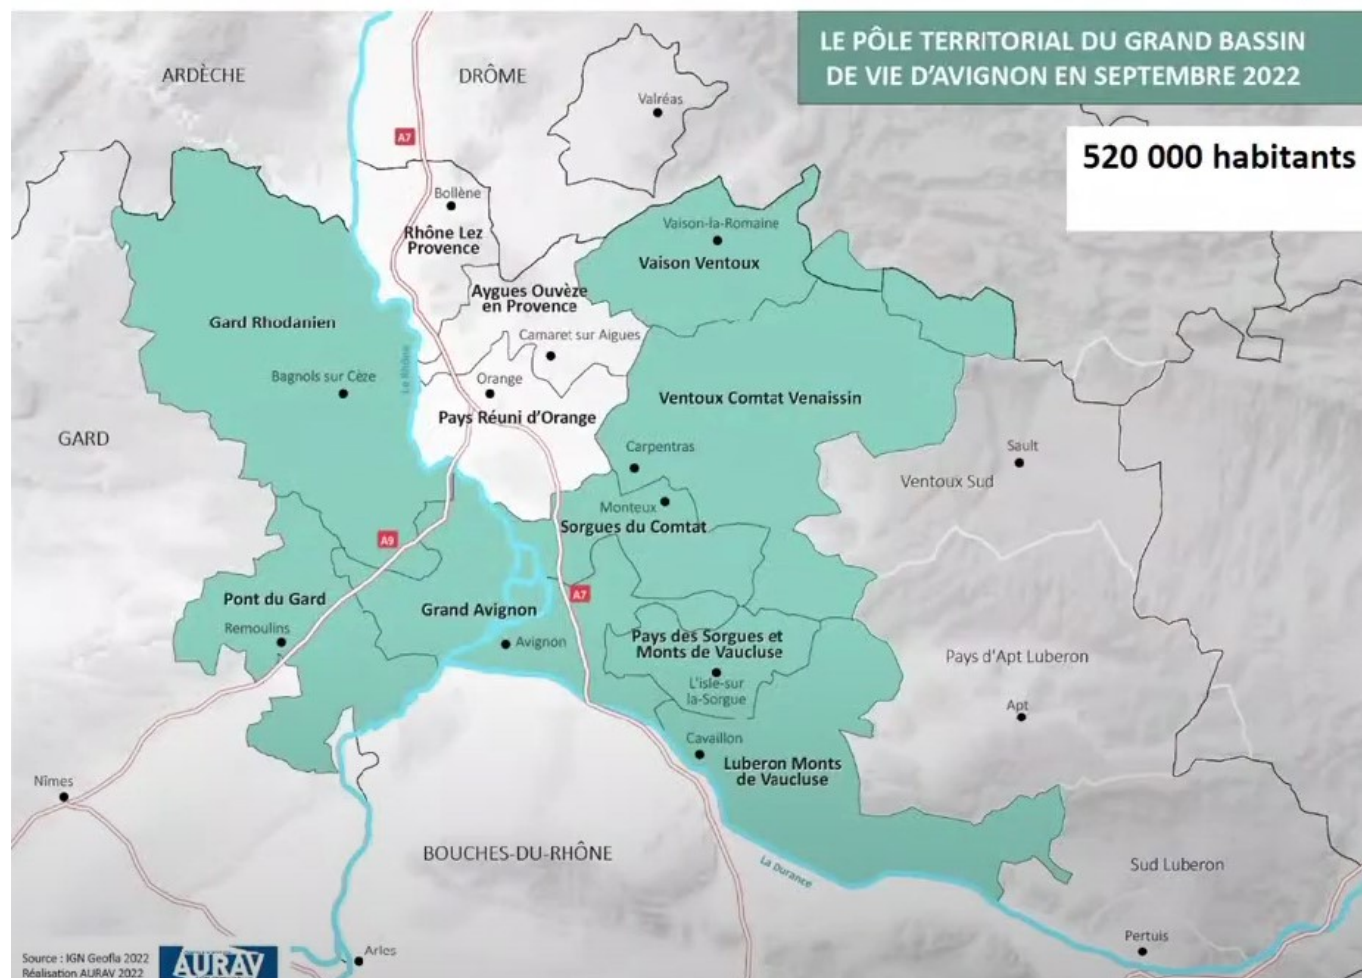 LE PÔLE TERRITORIAL DU GRAND BASSIN
DE VIE D'AVIGNON EN SEPTEMBRE 2022
520 000 habitants
ARDÈCHE
DRÔME
Valréas
A7
Bollène
Rhône Lez
Provence
Vaison-la-Romaine
Vaison Ventoux
Aygues Ouvèze
en Provence
Gard Rhodanien
Camaret sur Aigues
Le Rhône
Bagnols sur Cèze
Orange
Pays Réuni d'Orange
Ventoux Comtat Venaissin
GARD
Carpentras
Sault
Ventoux Sud
Monteux
Sorgues du Comtat
A9
A7
Pont du Gard
Remoulins
Grand Avignon
Avignon
Pays des Sorgues et
Monts de Vaucluse
L'isle-sur
la-Sorgue
Pays d'Apt Luberon
Apt
Cavaillon
Luberon Monts
de Vaucluse
Nîmes
BOUCHES-DU-RHÔNE
La Durance
Sud Luberon
Pertuis
Arles
Source : IGN Geofla 2022
Réalisation AURAV 2022
AURAV